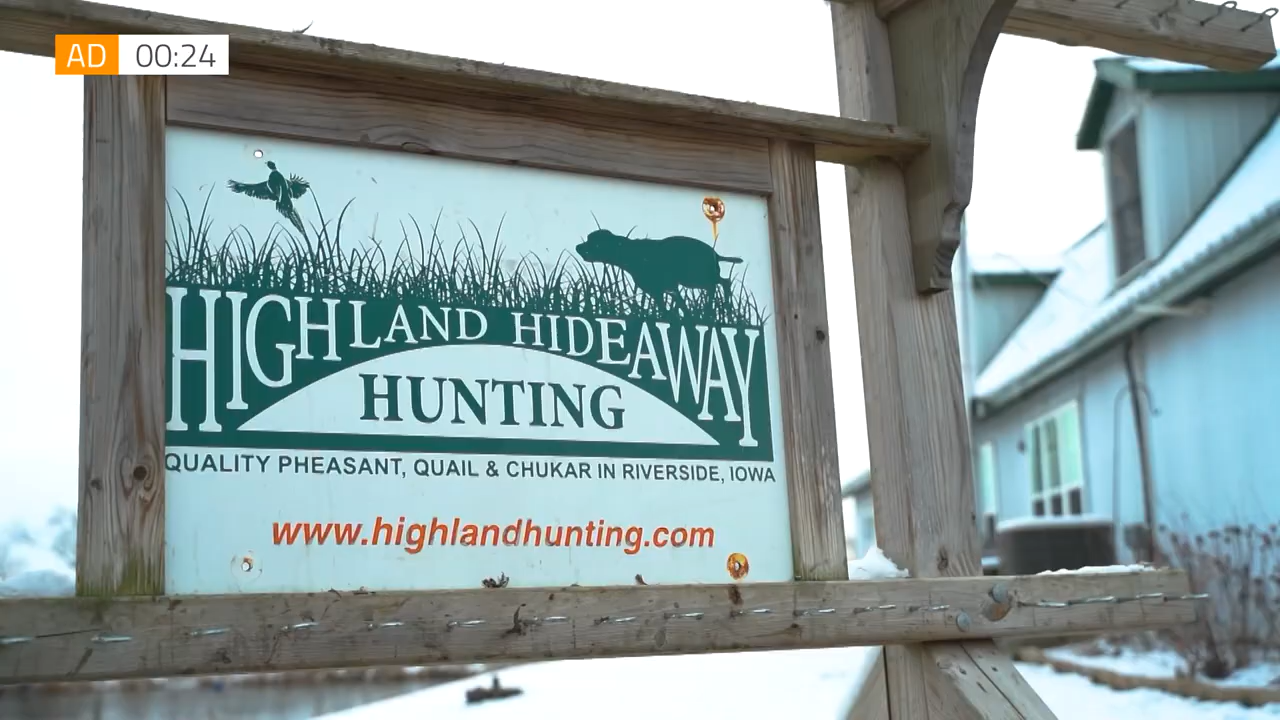 AD 00:24
HIGHLAND HIDEAWAY
HUNTING
QUALITY PHEASANT, QUAIL & CHUKAR IN RIVERSIDE, IOWA
www.highlandhunting.com